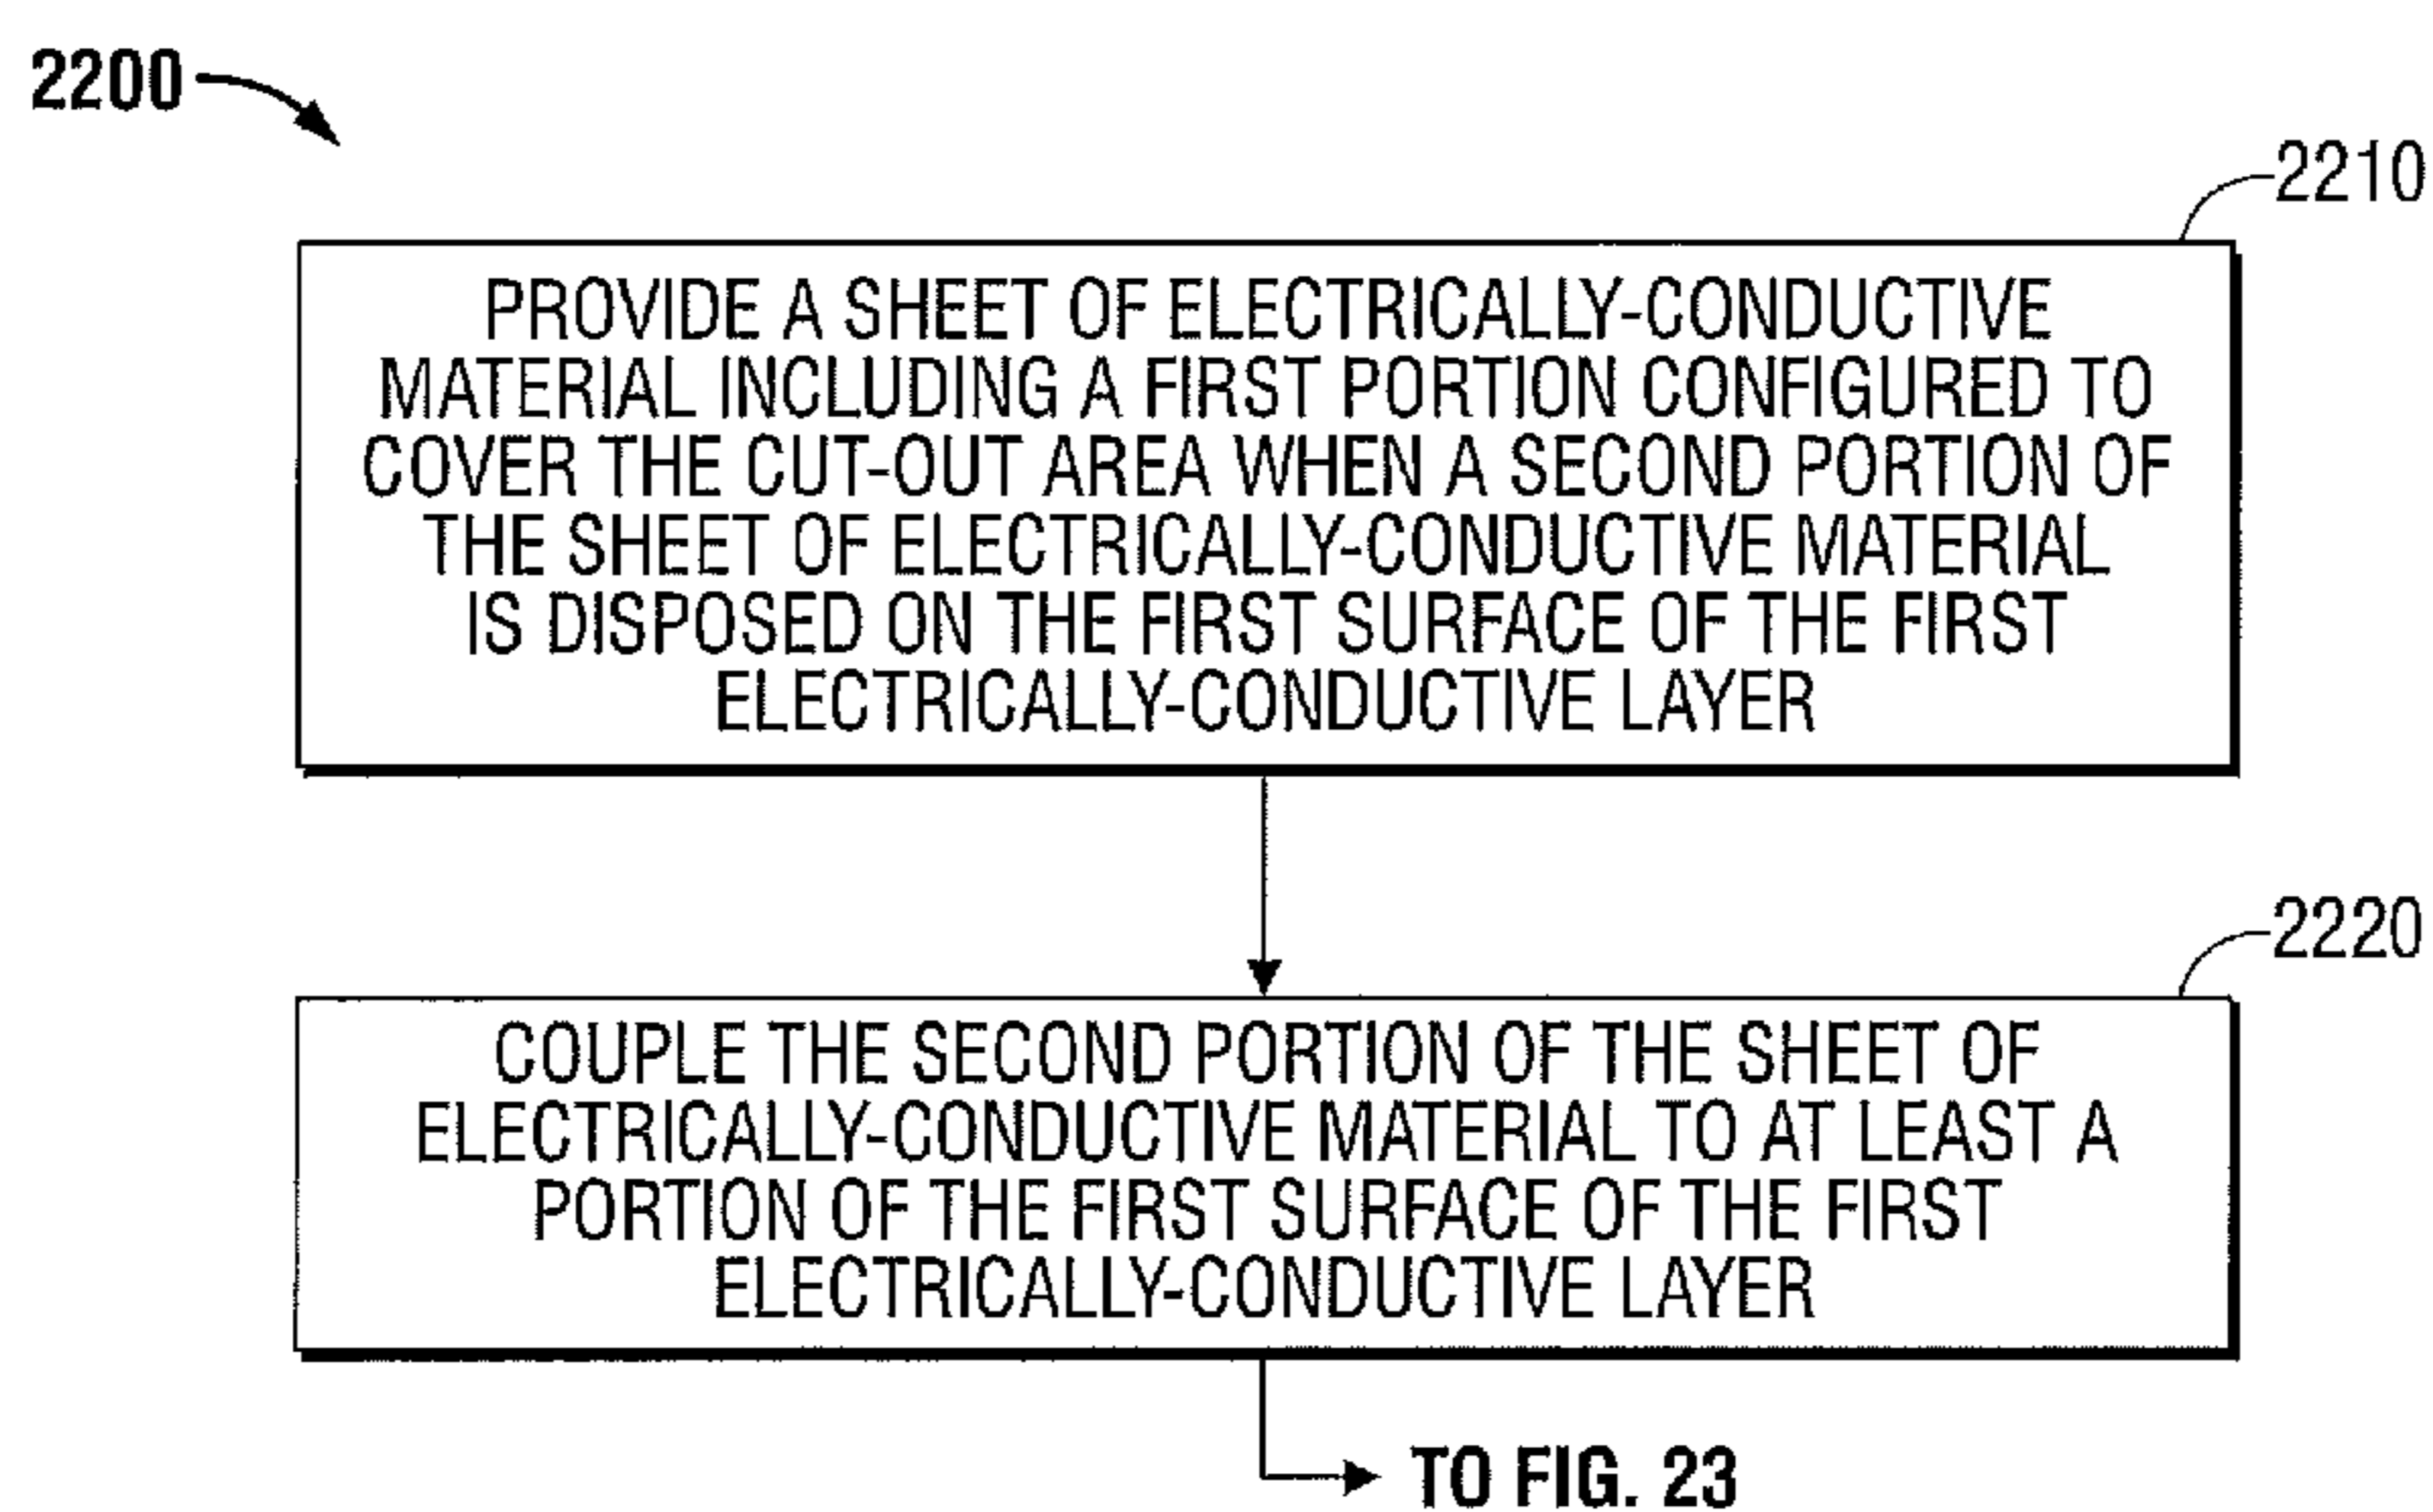 2200
2210
PROVIDE A SHEET OF ELECTRICALLY-CONDUCTIVE
MATERIAL INCLUDING A FIRST PORTION CONFIGURED TO
COVER THE CUT-OUT AREA WHEN A SECOND PORTION OF
THE SHEET OF ELECTRICALLY-CONDUCTIVE MATERIAL
IS DISPOSED ON THE FIRST SURFACE OF THE FIRST
ELECTRICALLY-CONDUCTIVE LAYER
2220
COUPLE THE SECOND PORTION OF THE SHEET OF
ELECTRICALLY-CONDUCTIVE MATERIAL TO AT LEAST A
PORTION OF THE FIRST SURFACE OF THE FIRST
ELECTRICALLY-CONDUCTIVE LAYER
TO FIG. 23